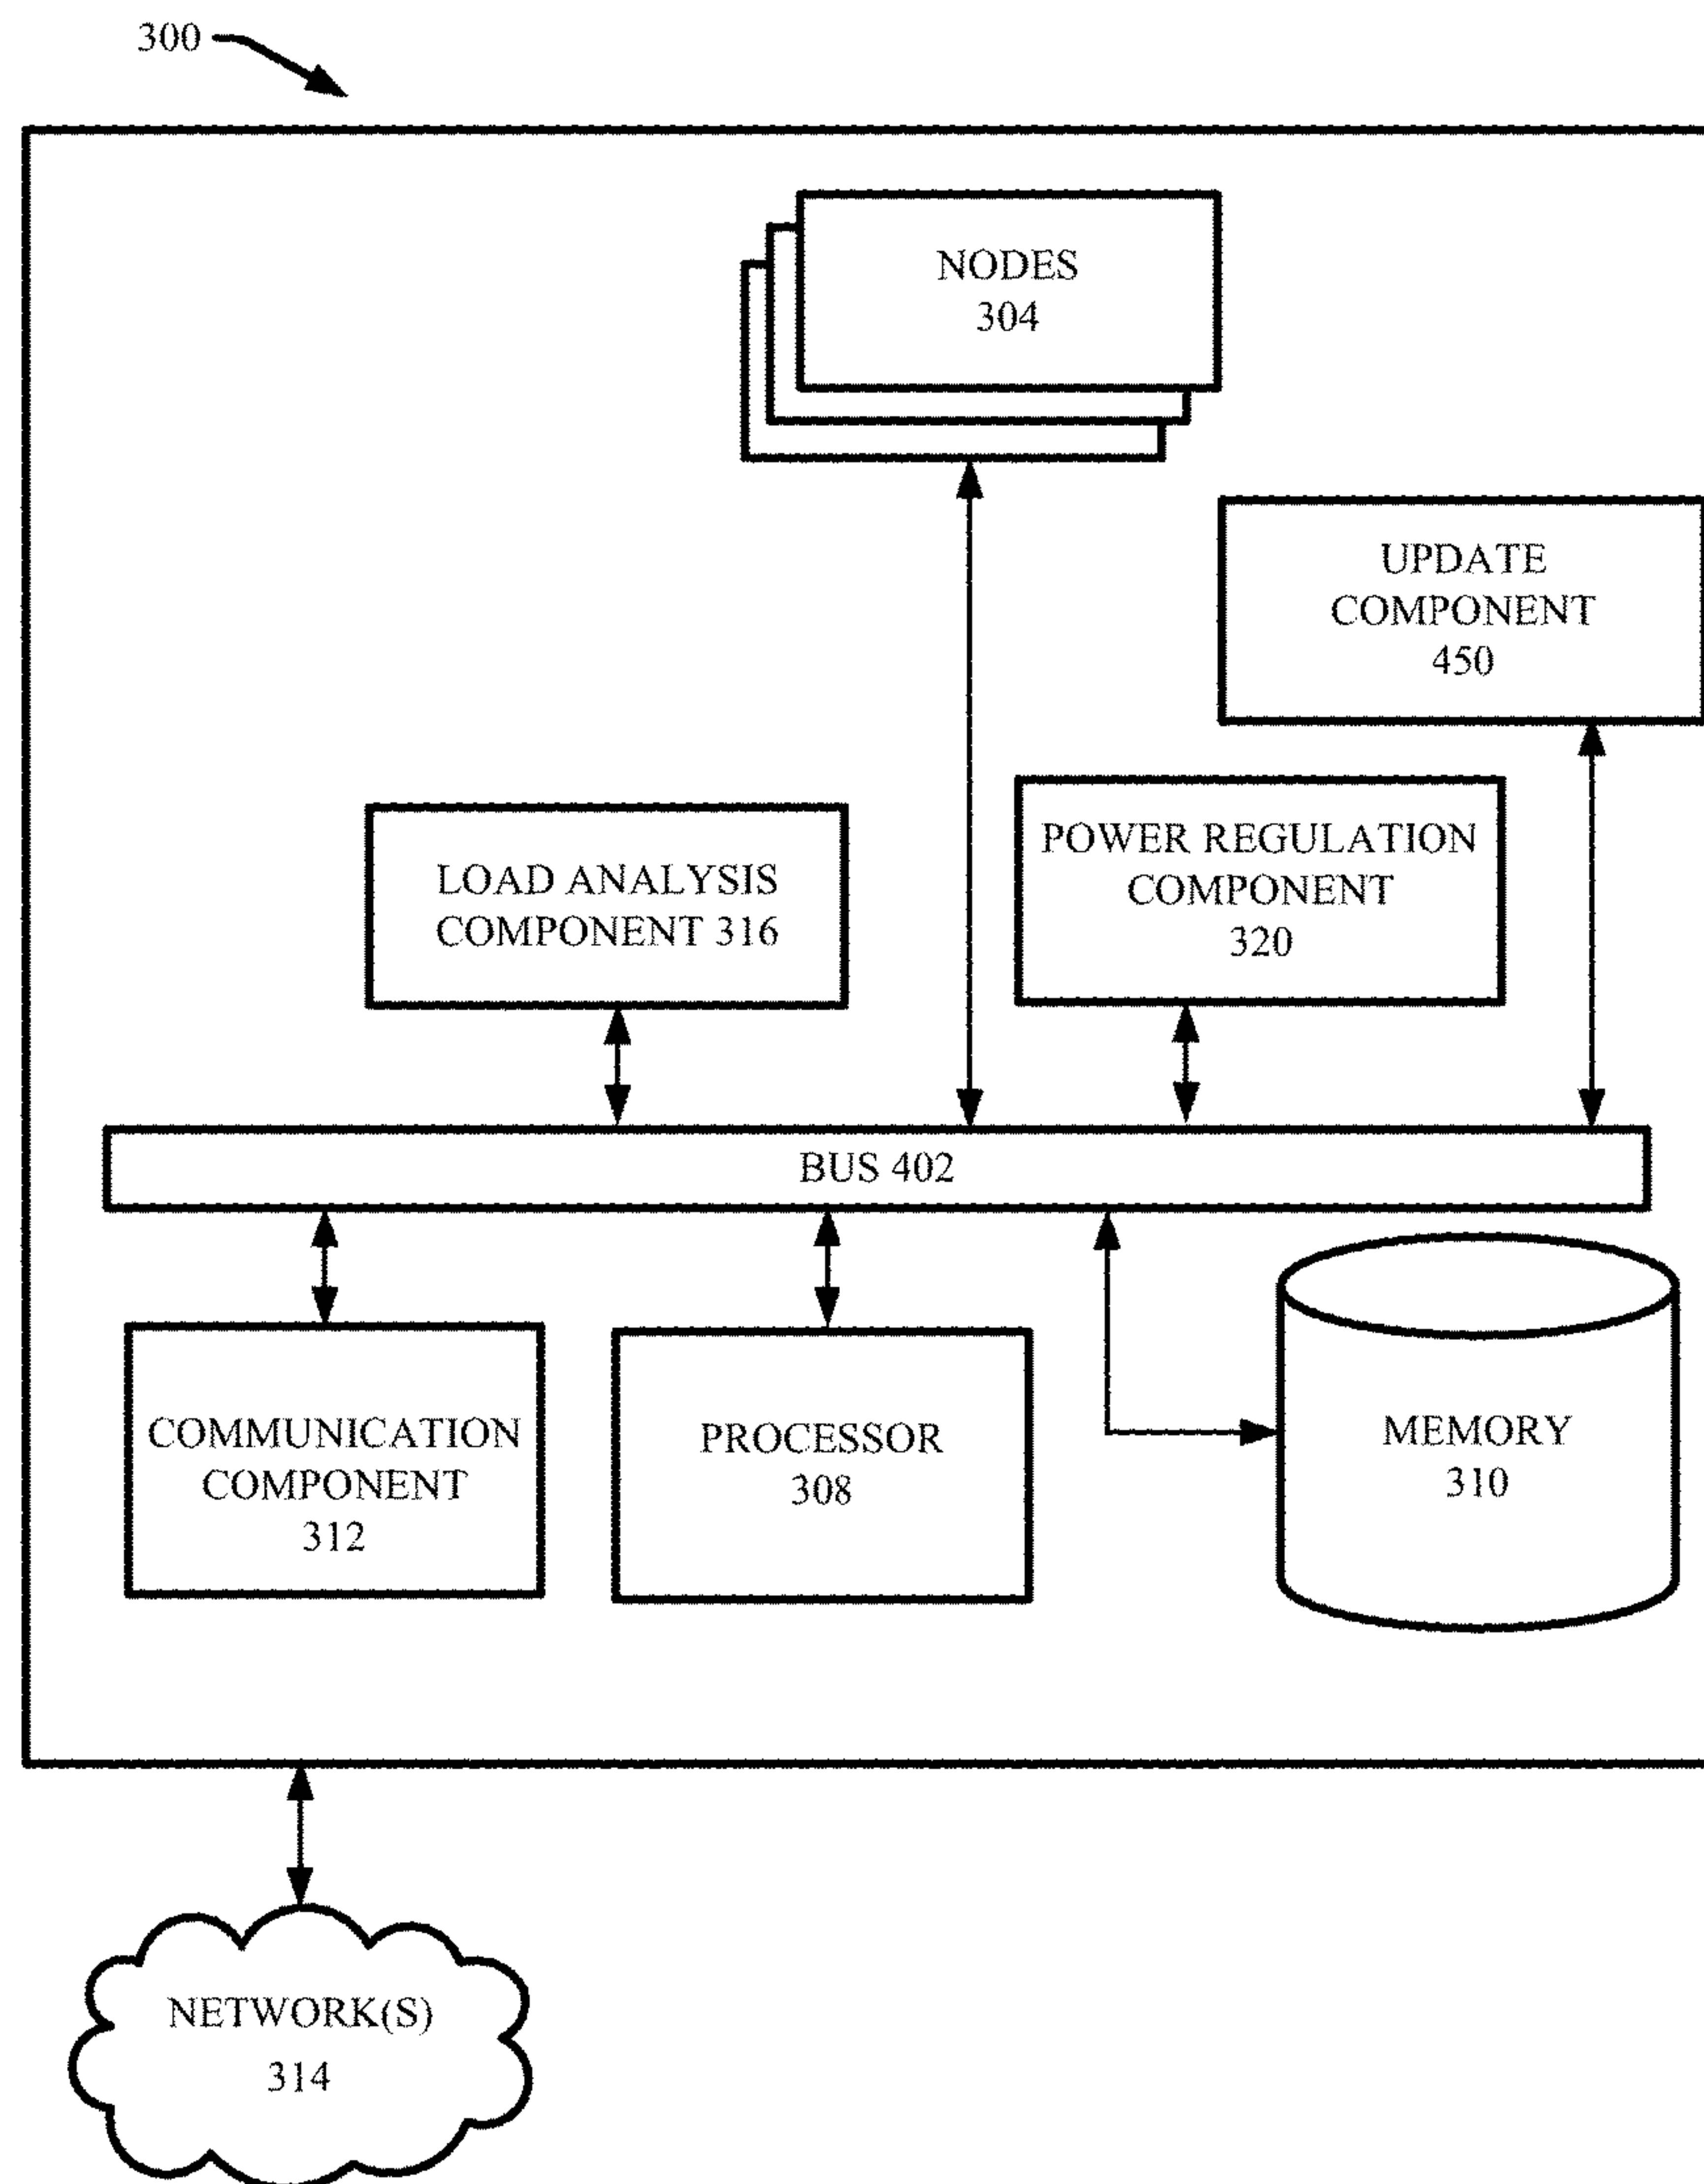 300
NODES
304
UPDATE
COMPONENT
450
LOAD ANALYSIS
COMPONENT 316
POWER REGULATION
COMPONENT
320
BUS 402
COMMUNICATION
COMPONENT
312
PROCESSOR
308
MEMORY
310
NETWORK(S)
314